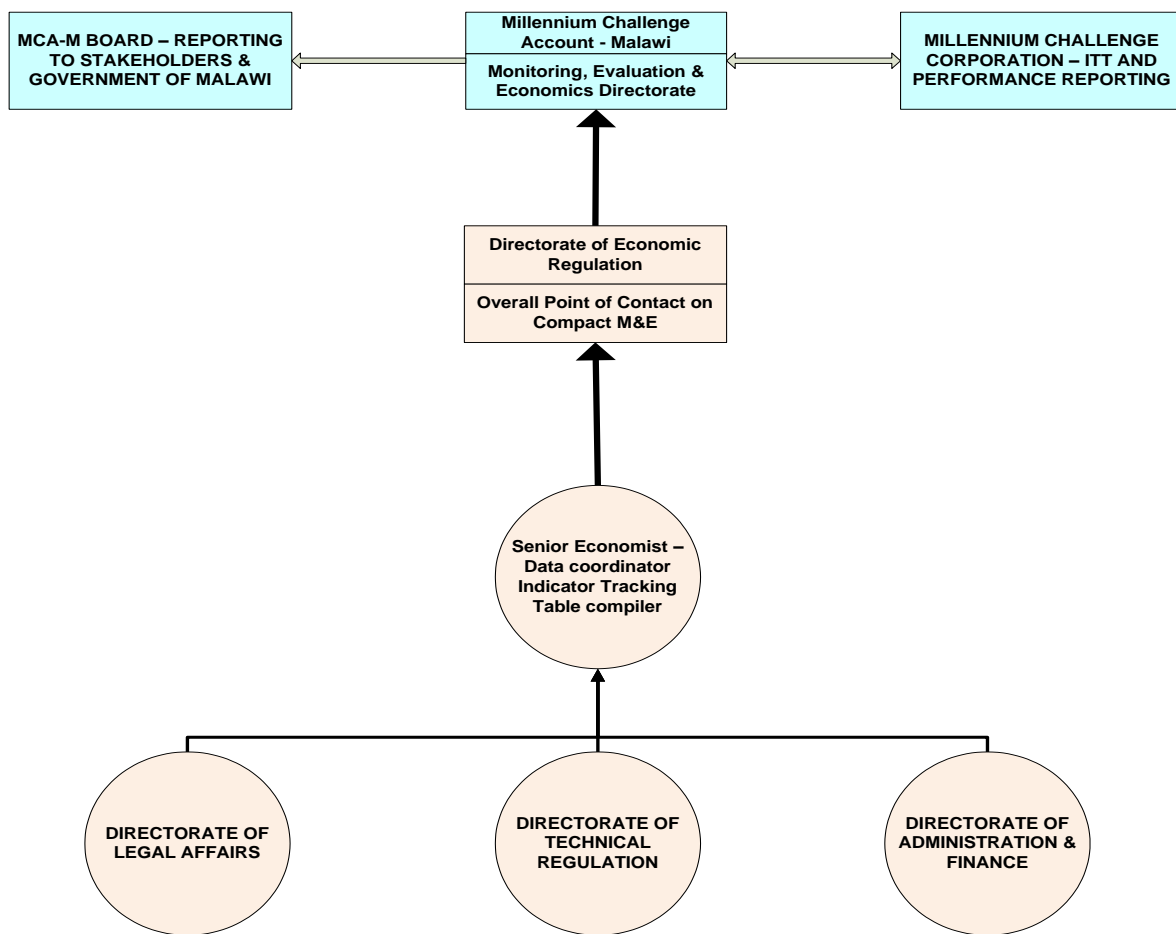 MCA-M BOARD – REPORTING
TO STAKEHOLDERS &
GOVERNMENT OF MALAWI
Millennium Challenge
Account - Malawi
Monitoring, Evaluation &
Economics Directorate
MILLENNIUM CHALLENGE
CORPORATION – ITT AND
PERFORMANCE REPORTING
Directorate of Economic
Regulation
Overall Point of Contact on
Compact M&E
Senior Economist –
Data coordinator
Indicator Tracking
Table compiler
DIRECTORATE OF
LEGAL AFFAIRS
DIRECTORATE OF
TECHNICAL
REGULATION
DIRECTORATE OF
ADMINISTRATION &
FINANCE